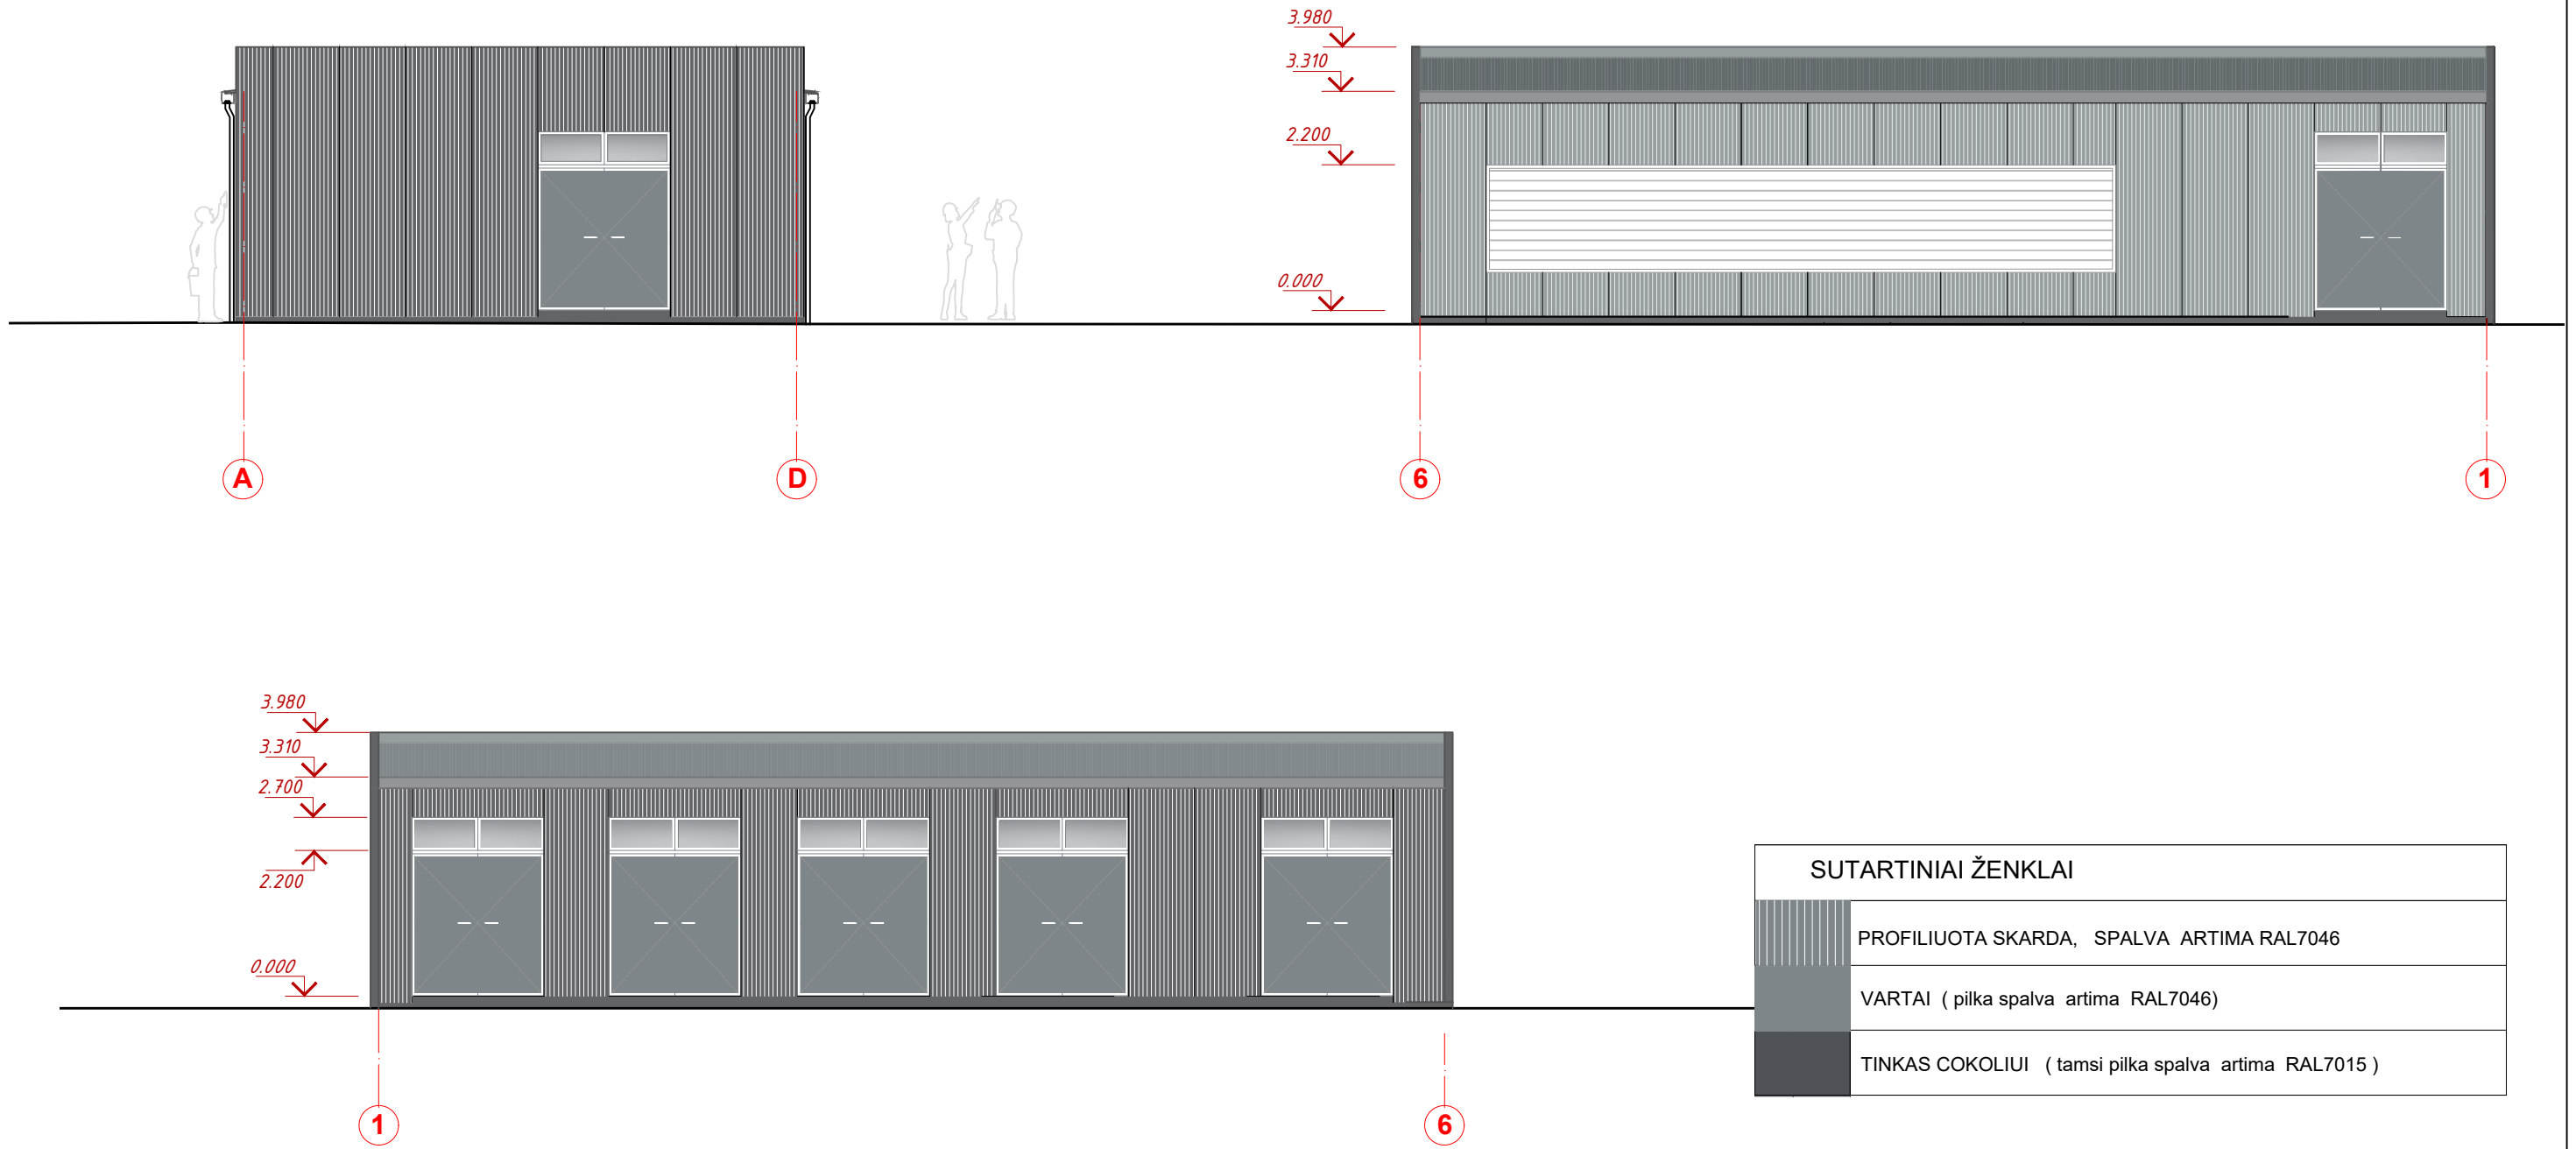 3.980
3.310
2.200
0.000
A
D
6
1
3.980
3.310
2.700
2.200
0.000
1
6
SUTARTINIAI ŽENKLAI
PROFILIUOTA SKARDA, SPALVA ARTIMA RAL7046
VARTAI ( pilka spalva artima RAL7046)
TINKAS COKOLIUI ( tamsi pilka spalva artima RAL7015 )